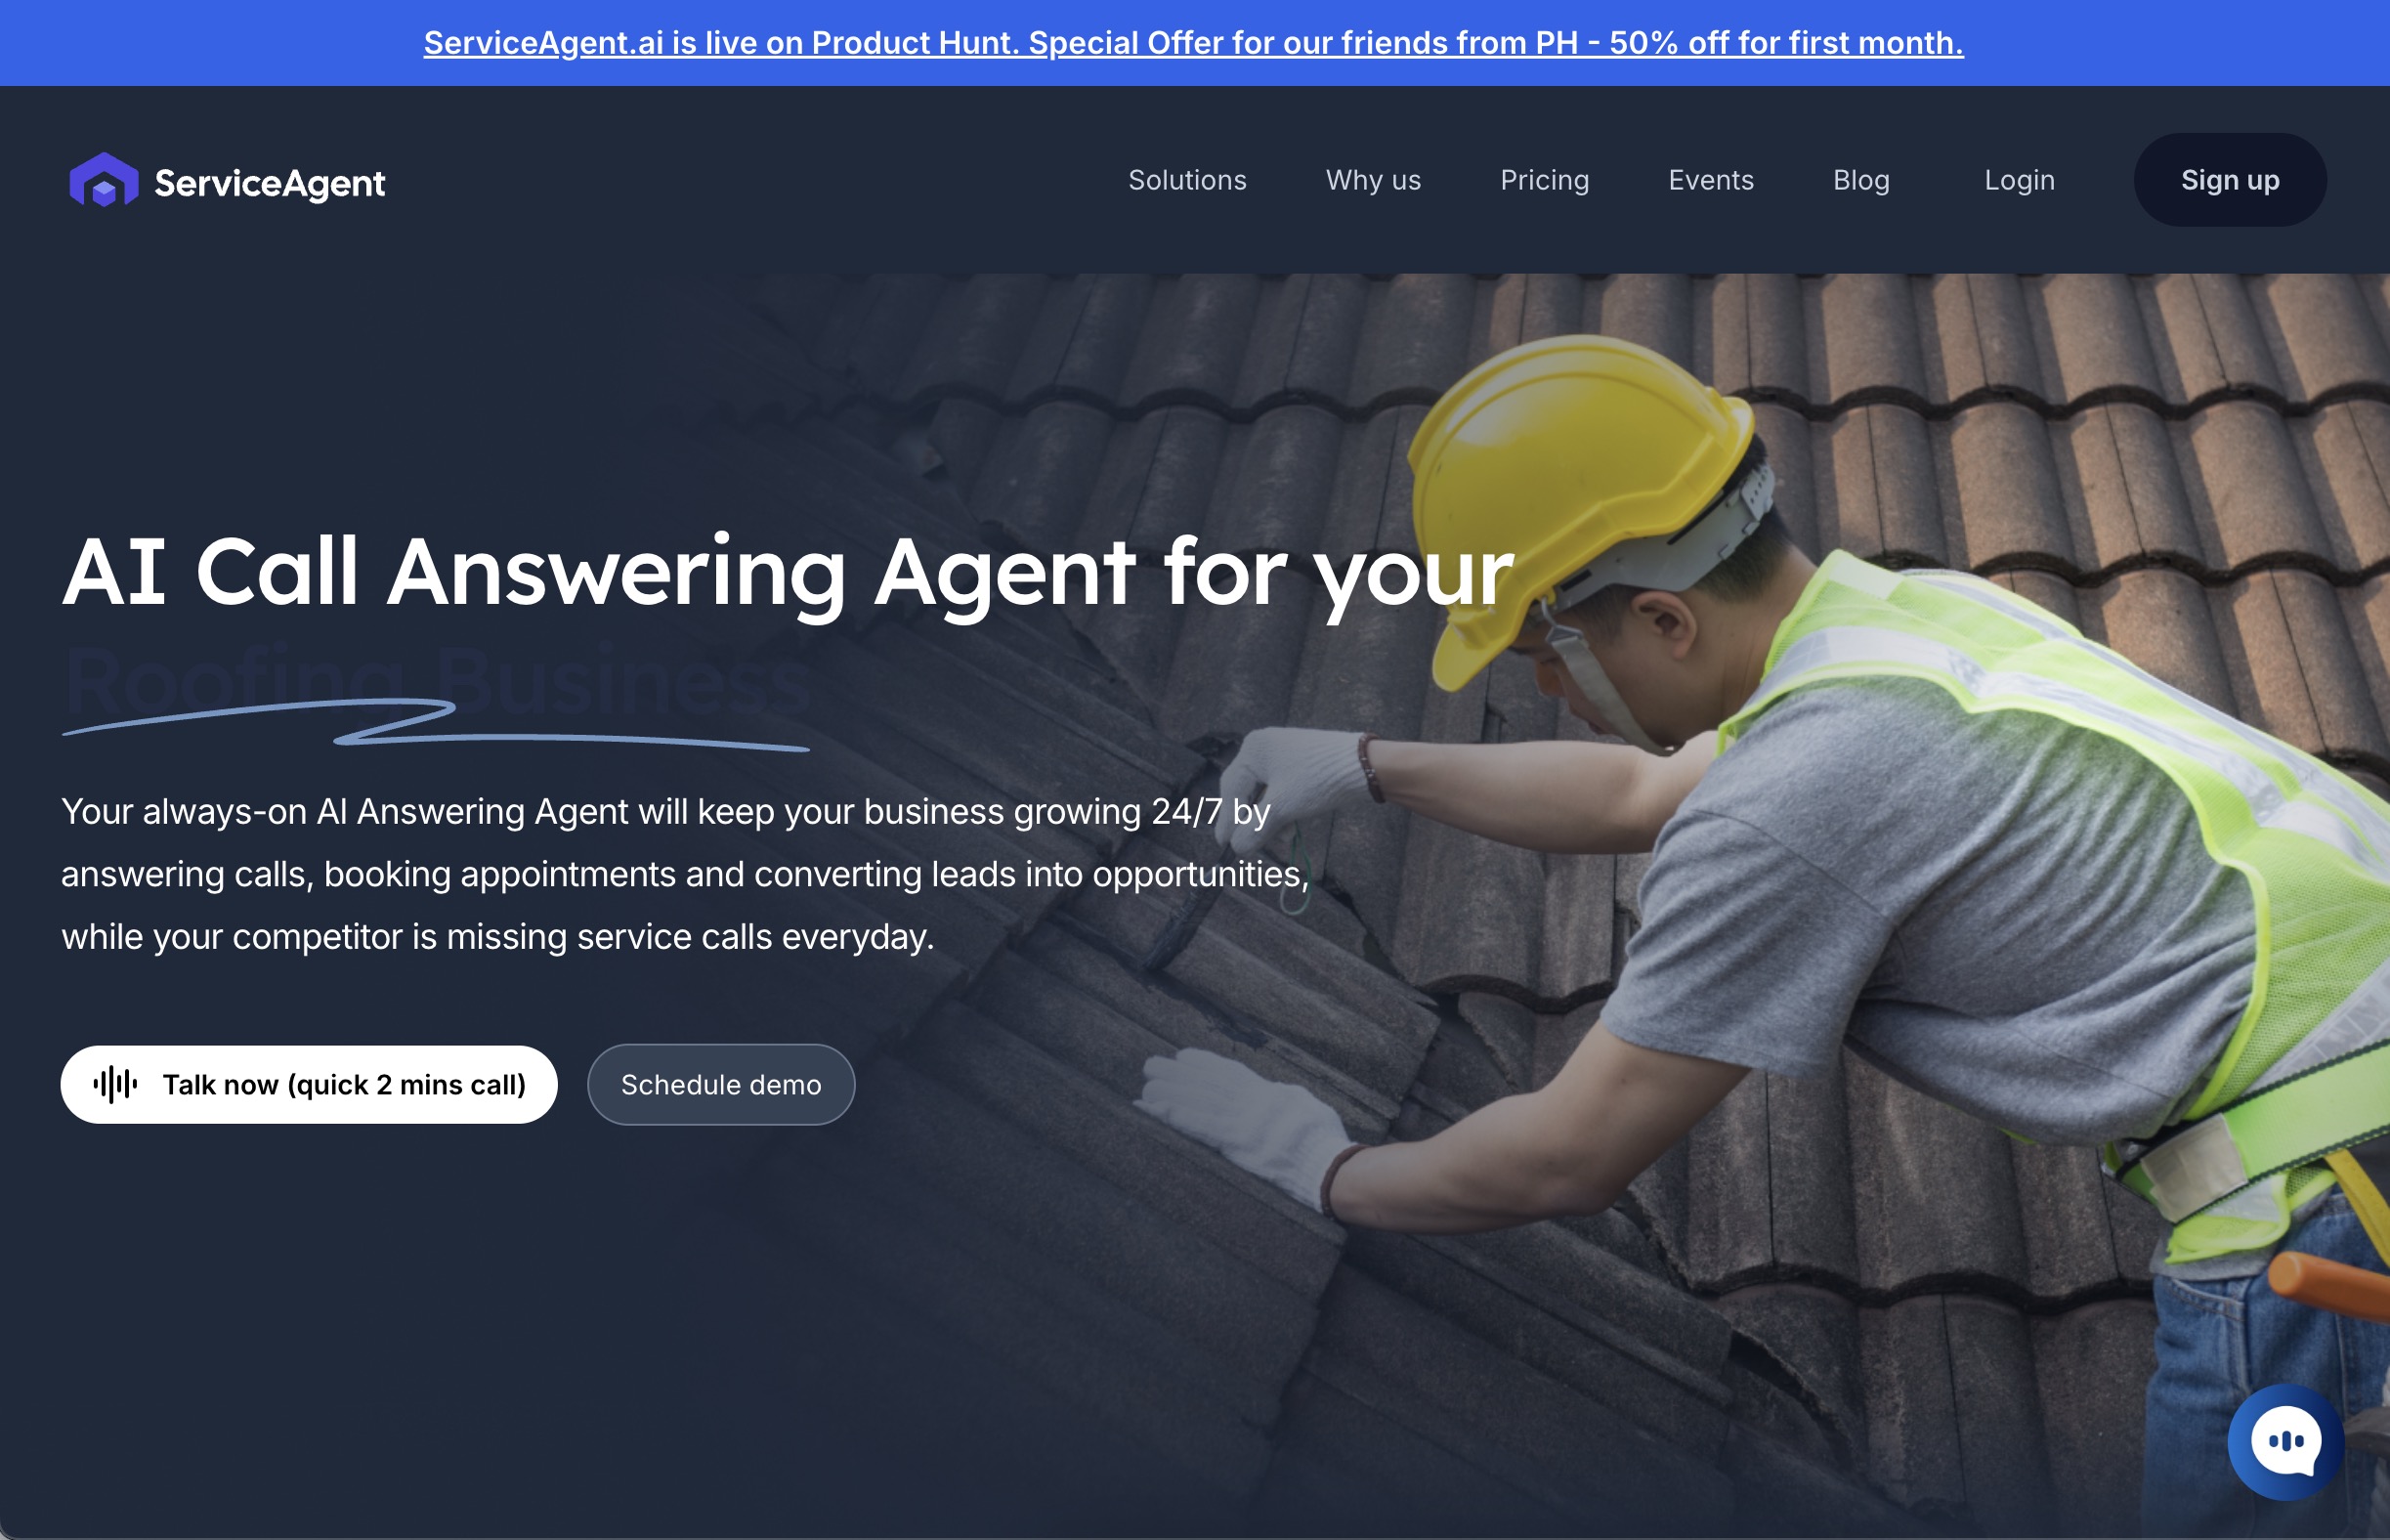 ServiceAgent.ai is live on Product Hunt. Special Offer for our friends from PH - 50% off for first month.
ServiceAgent
Solutions
Why us
Pricing
Events
Blog
Login
Sign up
AI Call Answering Agent for your
Roofing Business
Your always-on AI Answering Agent will keep your business growing 24/7 by
answering calls, booking appointments and converting leads into opportunities,
while your competitor is missing service calls everyday.
Talk now (quick 2 mins call)
Schedule demo